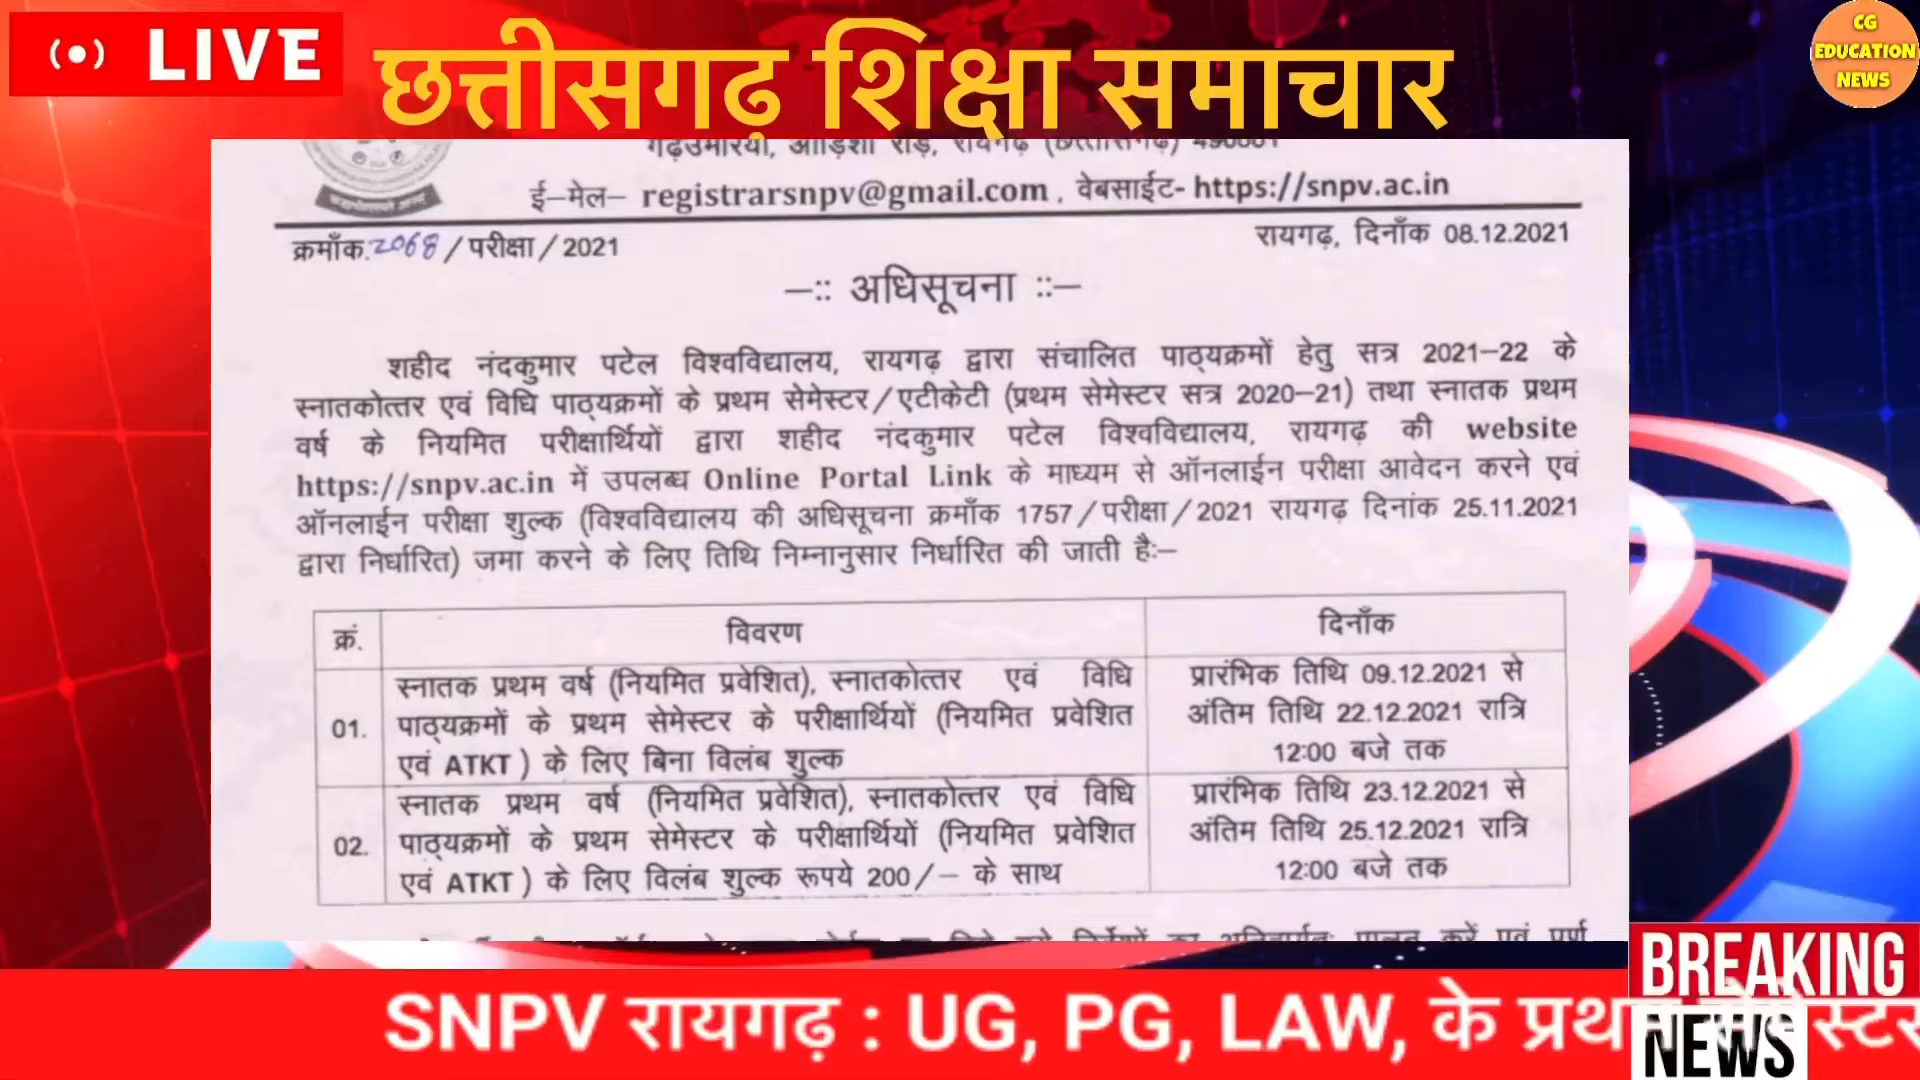 LIVE
छत्तीसगढ़ शिक्षा समाचार
CG
EDUCATION
NEWS
गढ़उमरिया, ओड़िशा रोड़, रायगढ़ (छत्तीसगढ़) 496001
ई–मेल– registrarsnpv@gmail.com , वेबसाईट- https://snpv.ac.in
क्रमाँक.2068 / परीक्षा / 2021
रायगढ़, दिनाँक 08.12.2021
–:: अधिसूचना ::–
शहीद नंदकुमार पटेल विश्वविद्यालय, रायगढ़ द्वारा संचालित पाठ्यक्रमों हेतु सत्र 2021–22 के
स्नातकोत्तर एवं विधि पाठ्यक्रमों के प्रथम सेमेस्टर/एटीकेटी (प्रथम सेमेस्टर सत्र 2020–21) तथा स्नातक प्रथम
वर्ष के नियमित परीक्षार्थियों द्वारा शहीद नंदकुमार पटेल विश्वविद्यालय, रायगढ़ की website
https://snpv.ac.in में उपलब्ध Online Portal Link के माध्यम से ऑनलाईन परीक्षा आवेदन करने एवं
ऑनलाईन परीक्षा शुल्क (विश्वविद्यालय की अधिसूचना क्रमाँक 1757/परीक्षा/2021 रायगढ़ दिनांक 25.11.2021
द्वारा निर्धारित) जमा करने के लिए तिथि निम्नानुसार निर्धारित की जाती हैः–
क्रं.
विवरण
दिनाँक
01.
स्नातक प्रथम वर्ष (नियमित प्रवेशित), स्नातकोत्तर एवं विधि
पाठ्यक्रमों के प्रथम सेमेस्टर के परीक्षार्थियों (नियमित प्रवेशित
एवं ATKT ) के लिए बिना विलंब शुल्क
प्रारंभिक तिथि 09.12.2021 से
अंतिम तिथि 22.12.2021 रात्रि
12:00 बजे तक
02.
स्नातक प्रथम वर्ष (नियमित प्रवेशित), स्नातकोत्तर एवं विधि
पाठ्यक्रमों के प्रथम सेमेस्टर के परीक्षार्थियों (नियमित प्रवेशित
एवं ATKT ) के लिए विलंब शुल्क रूपये 200/– के साथ
प्रारंभिक तिथि 23.12.2021 से
अंतिम तिथि 25.12.2021 रात्रि
12:00 बजे तक
BREAKING
NEWS
SNPV रायगढ़ : UG, PG, LAW, के